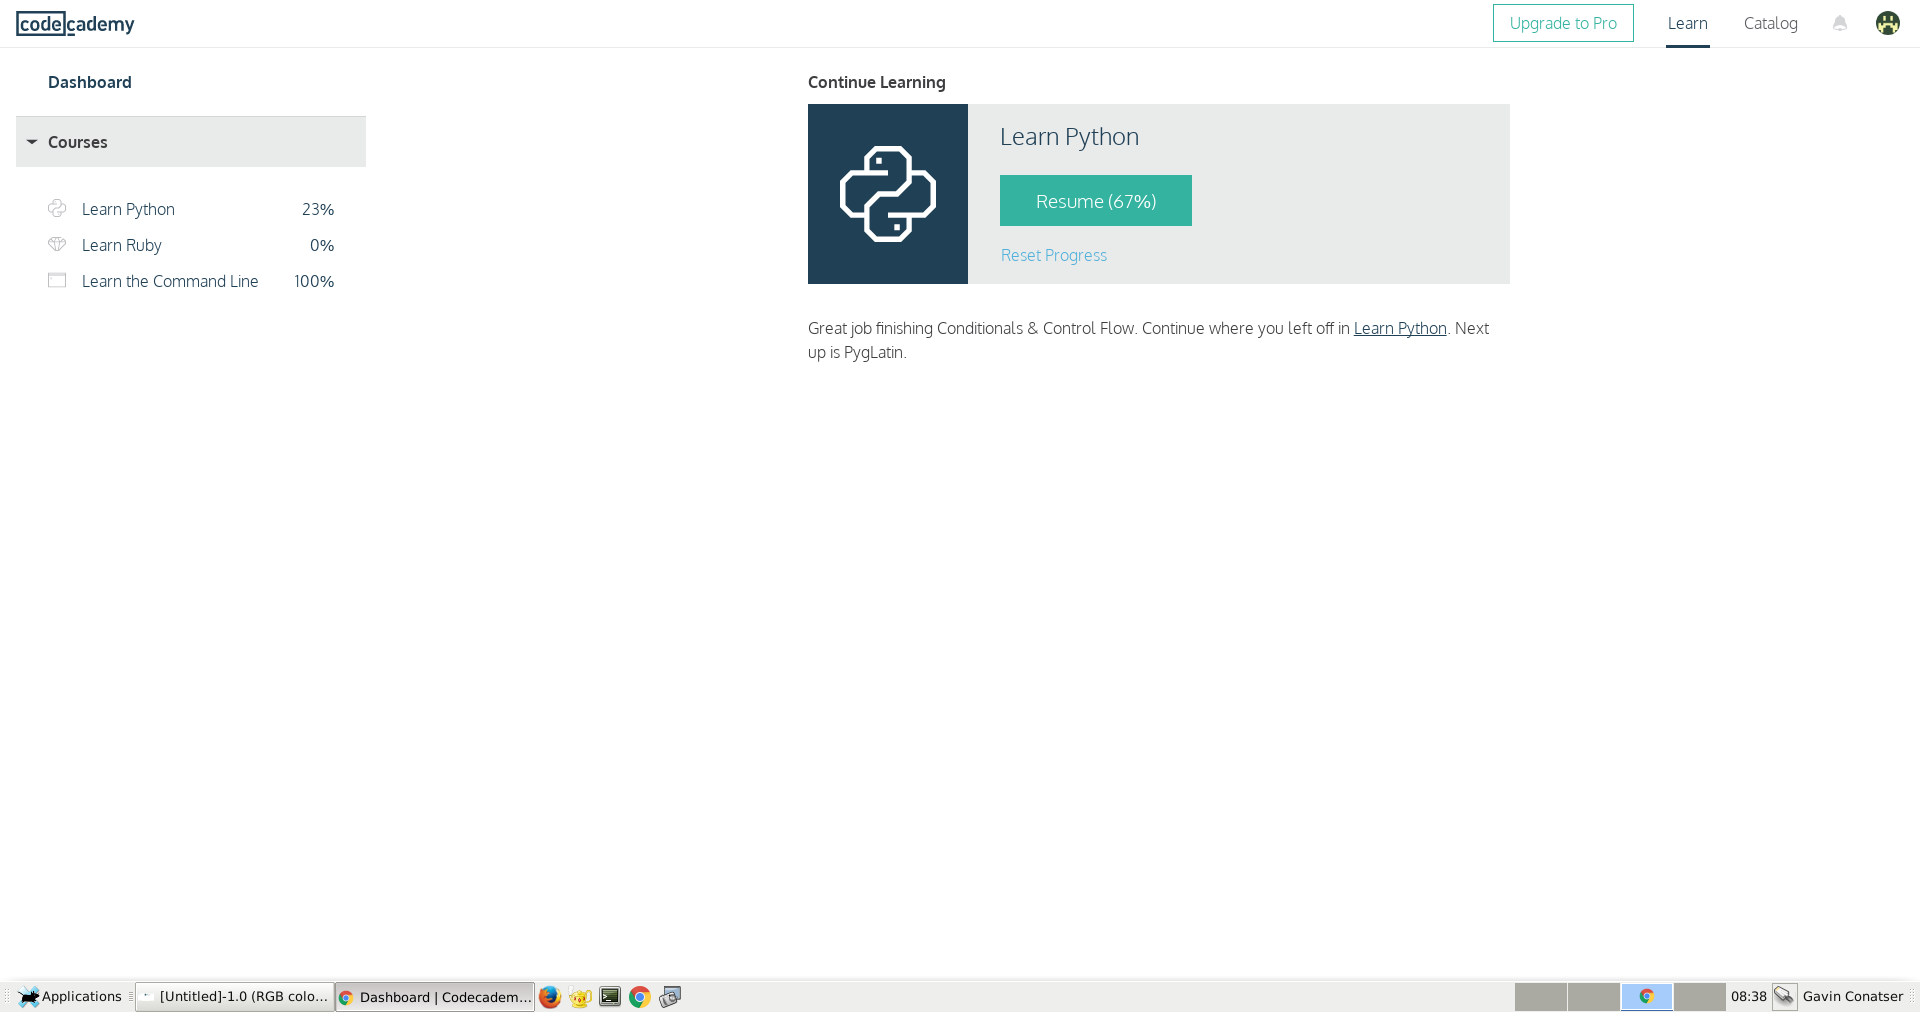 codecademy
Upgrade to Pro
Learn
Catalog
Dashboard
Courses
Learn Python 23%
Learn Ruby 0%
Learn the Command Line 100%
Continue Learning
Learn Python
Resume (67%)
Reset Progress
Great job finishing Conditionals & Control Flow. Continue where you left off in Learn Python. Next
up is PygLatin.
Applications
[Untitled]-1.0 (RGB colo...
Dashboard | Codecadem...
08:38
Gavin Conatser